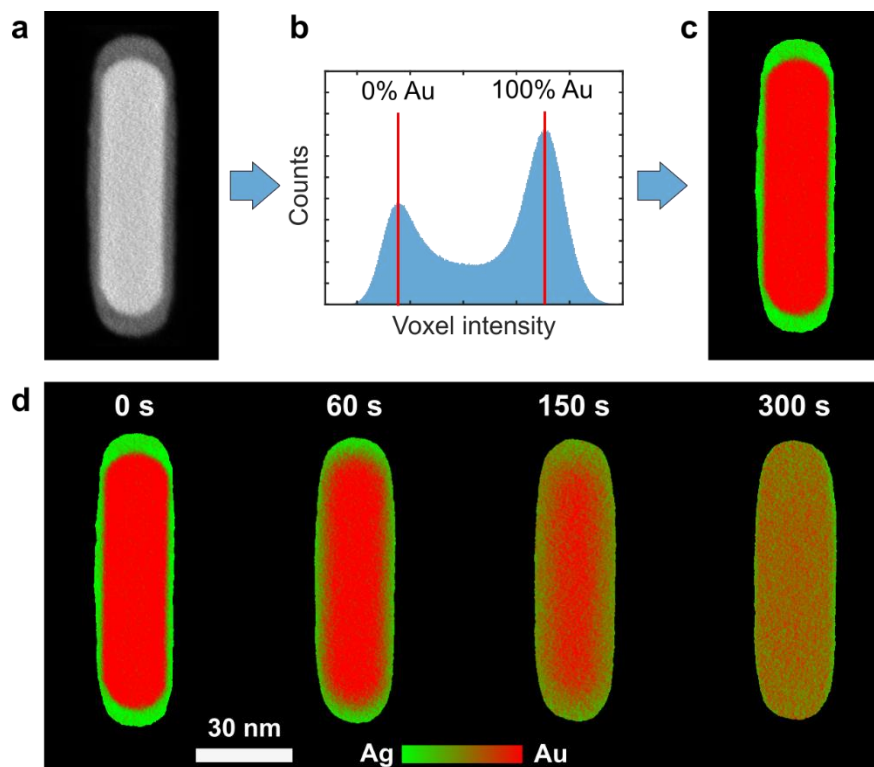 a
b
c
0% Au
100% Au
Counts
Voxel intensity
d
0 s
60 s
150 s
300 s
30 nm
Ag
Au